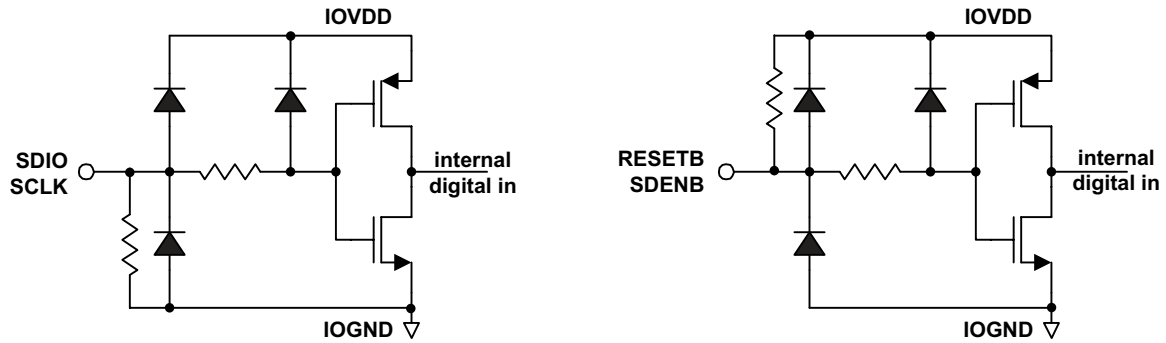 IOVDD
SDIO
SCLK
internal
digital in
IOGND
IOVDD
RESETB
SDENB
internal
digital in
IOGND